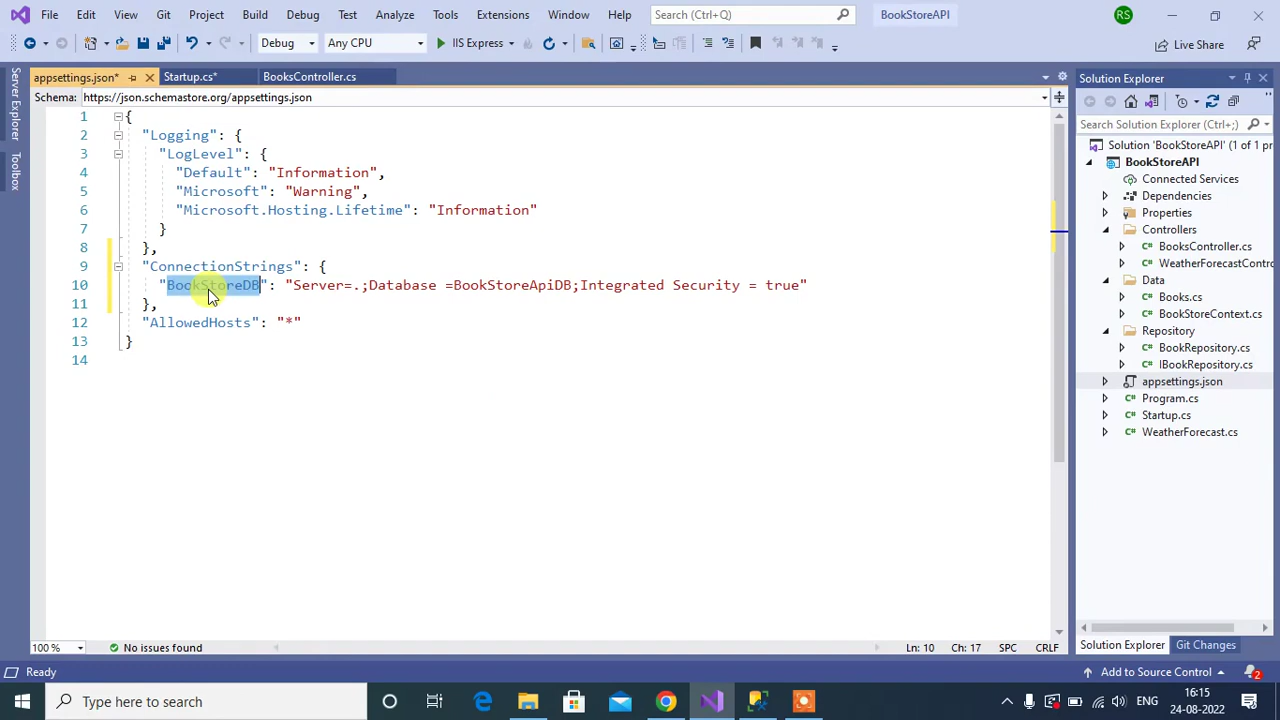 File Edit View Git Project Build Debug Test Analyze Tools Extensions Window Help Search (Ctrl+Q) BookStoreAPI RS
Debug Any CPU IIS Express Live Share
appsettings.json* Startup.cs* BooksController.cs
Schema: https://json.schemastore.org/appsettings.json
Server Explorer
Toolbox
1 {
2 "Logging": {
3 "LogLevel": {
4 "Default": "Information",
5 "Microsoft": "Warning",
6 "Microsoft.Hosting.Lifetime": "Information"
7 }
8 },
9 "ConnectionStrings": {
10 "BookStoreDB": "Server=.;Database =BookStoreApiDB;Integrated Security = true"
11 },
12 "AllowedHosts": "*"
13 }
14
Solution Explorer
Search Solution Explorer (Ctrl+;)
Solution 'BookStoreAPI' (1 of 1 pr
BookStoreAPI
Connected Services
Dependencies
Properties
Controllers
BooksController.cs
WeatherForecastContr
Data
Books.cs
BookStoreContext.cs
Repository
BookRepository.cs
IBookRepository.cs
appsettings.json
Program.cs
Startup.cs
WeatherForecast.cs
100 % No issues found Ln: 10 Ch: 17 SPC CRLF
Solution Explorer Git Changes
Ready Add to Source Control 2
Type here to search ENG 16:15
24-08-2022